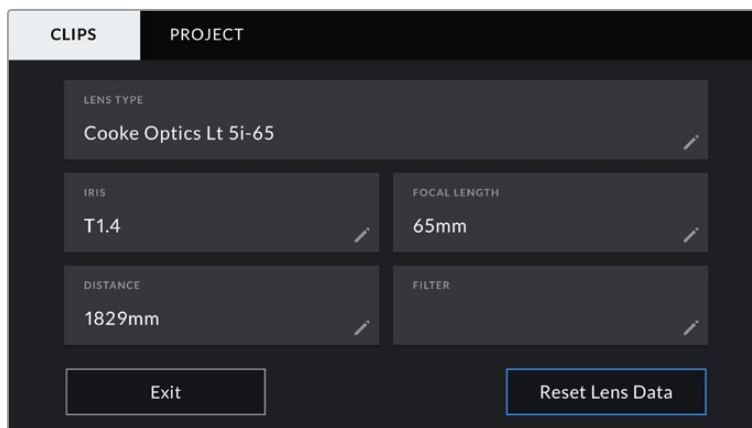 CLIPS PROJECT
LENS TYPE
Cooke Optics Lt 5i-65
IRIS FOCAL LENGTH
T1.4 65mm
DISTANCE FILTER
1829mm
Exit Reset Lens Data